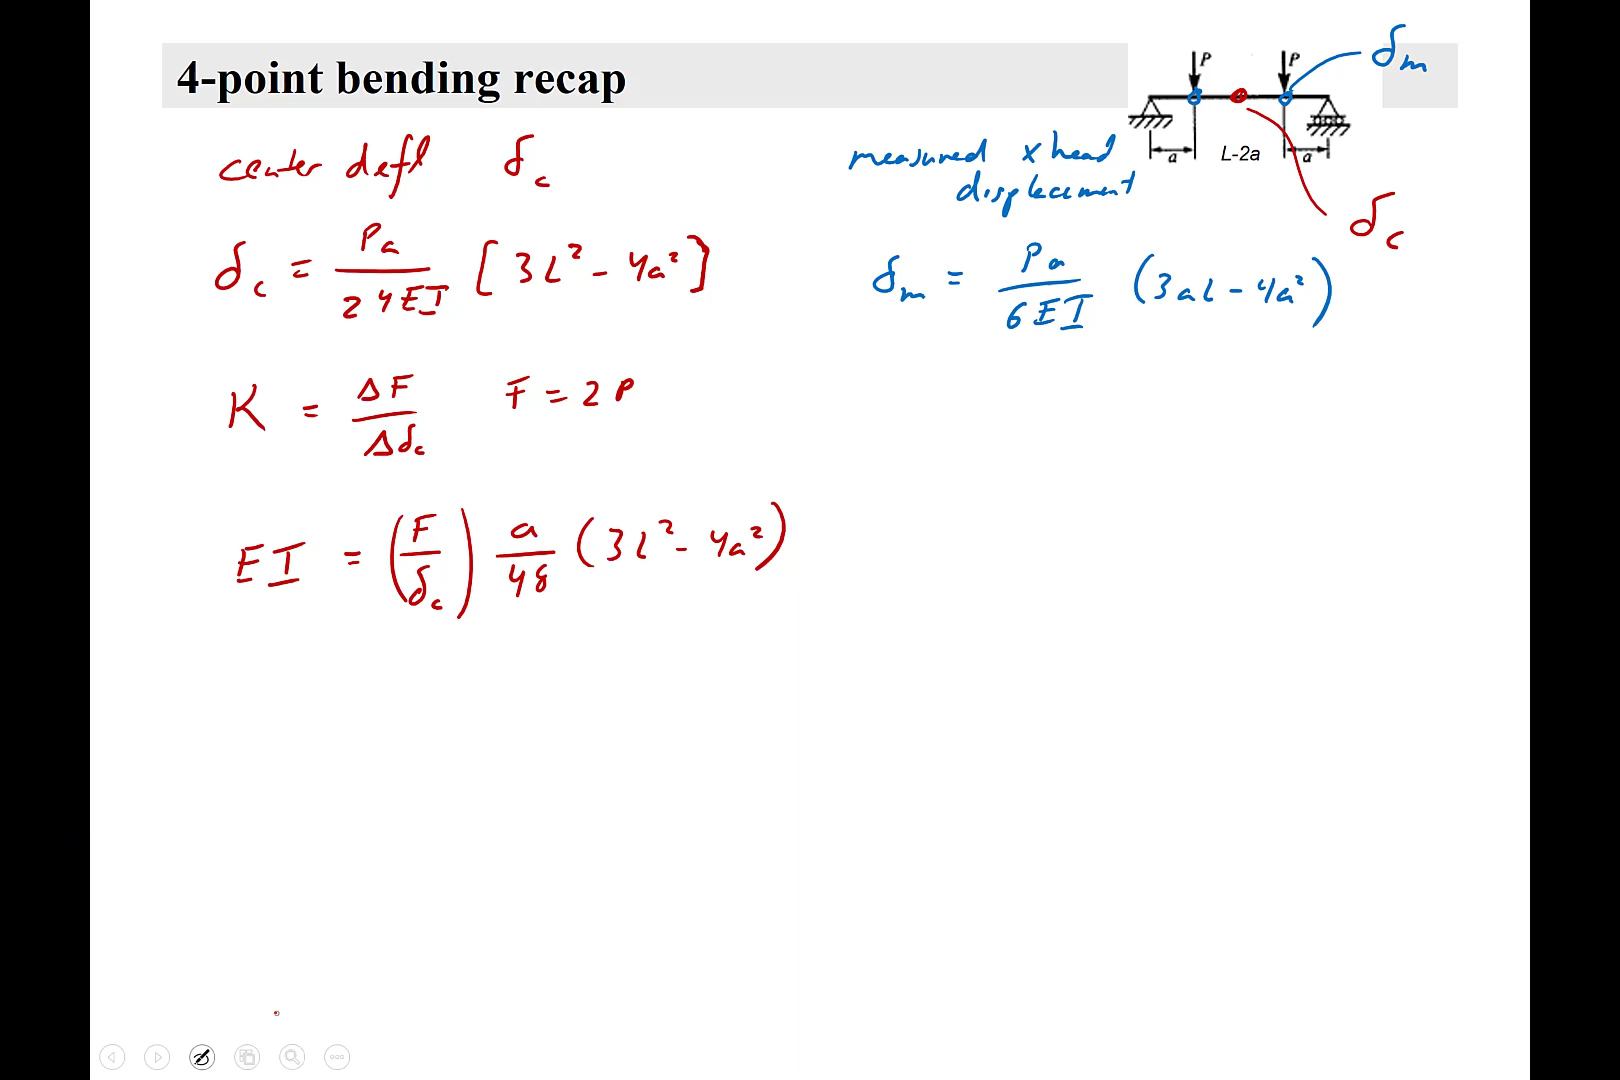 4-point bending recap
P P δm
a L-2a a
δc
center defl δc
δc = Pa / 24EI [3L² - 4a²]
K = ΔF / Δδc F = 2P
EI = (F / δc) a / 48 (3L² - 4a²)
measured xhead
displacement
δm = Pa / 6EI (3aL - 4a²)